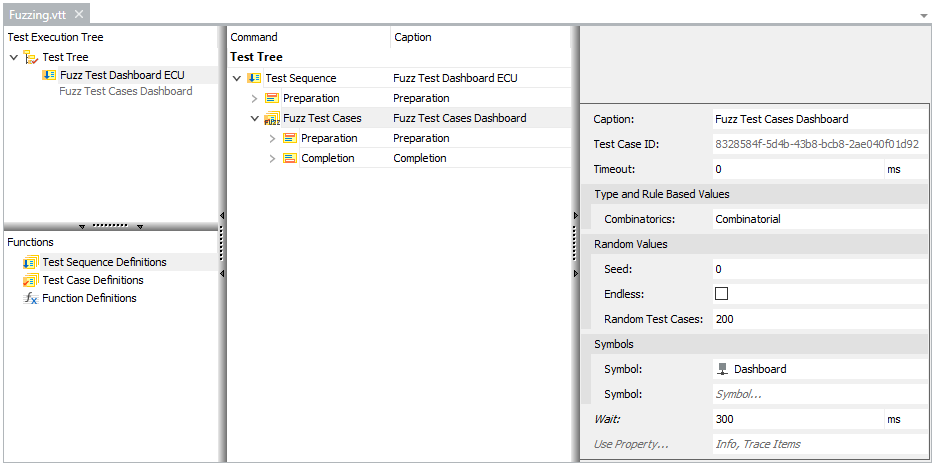 Fuzzing.vtt
Test Execution Tree
Test Tree
Fuzz Test Dashboard ECU
Fuzz Test Cases Dashboard
Functions
Test Sequence Definitions
Test Case Definitions
fx Function Definitions
Command Caption
Test Tree
Test Sequence Fuzz Test Dashboard ECU
Preparation Preparation
FUZZ Fuzz Test Cases Fuzz Test Cases Dashboard
Preparation Preparation
Completion Completion
Caption: Fuzz Test Cases Dashboard
Test Case ID: 8328584f-5d4b-43b8-bcb8-2ae040f01d92
Timeout: 0 ms
Type and Rule Based Values
Combinatorics: Combinatorial
Random Values
Seed: 0
Endless:
Random Test Cases: 200
Symbols
Symbol: Dashboard
Symbol: Symbol...
Wait: 300 ms
Use Property... Info, Trace Items